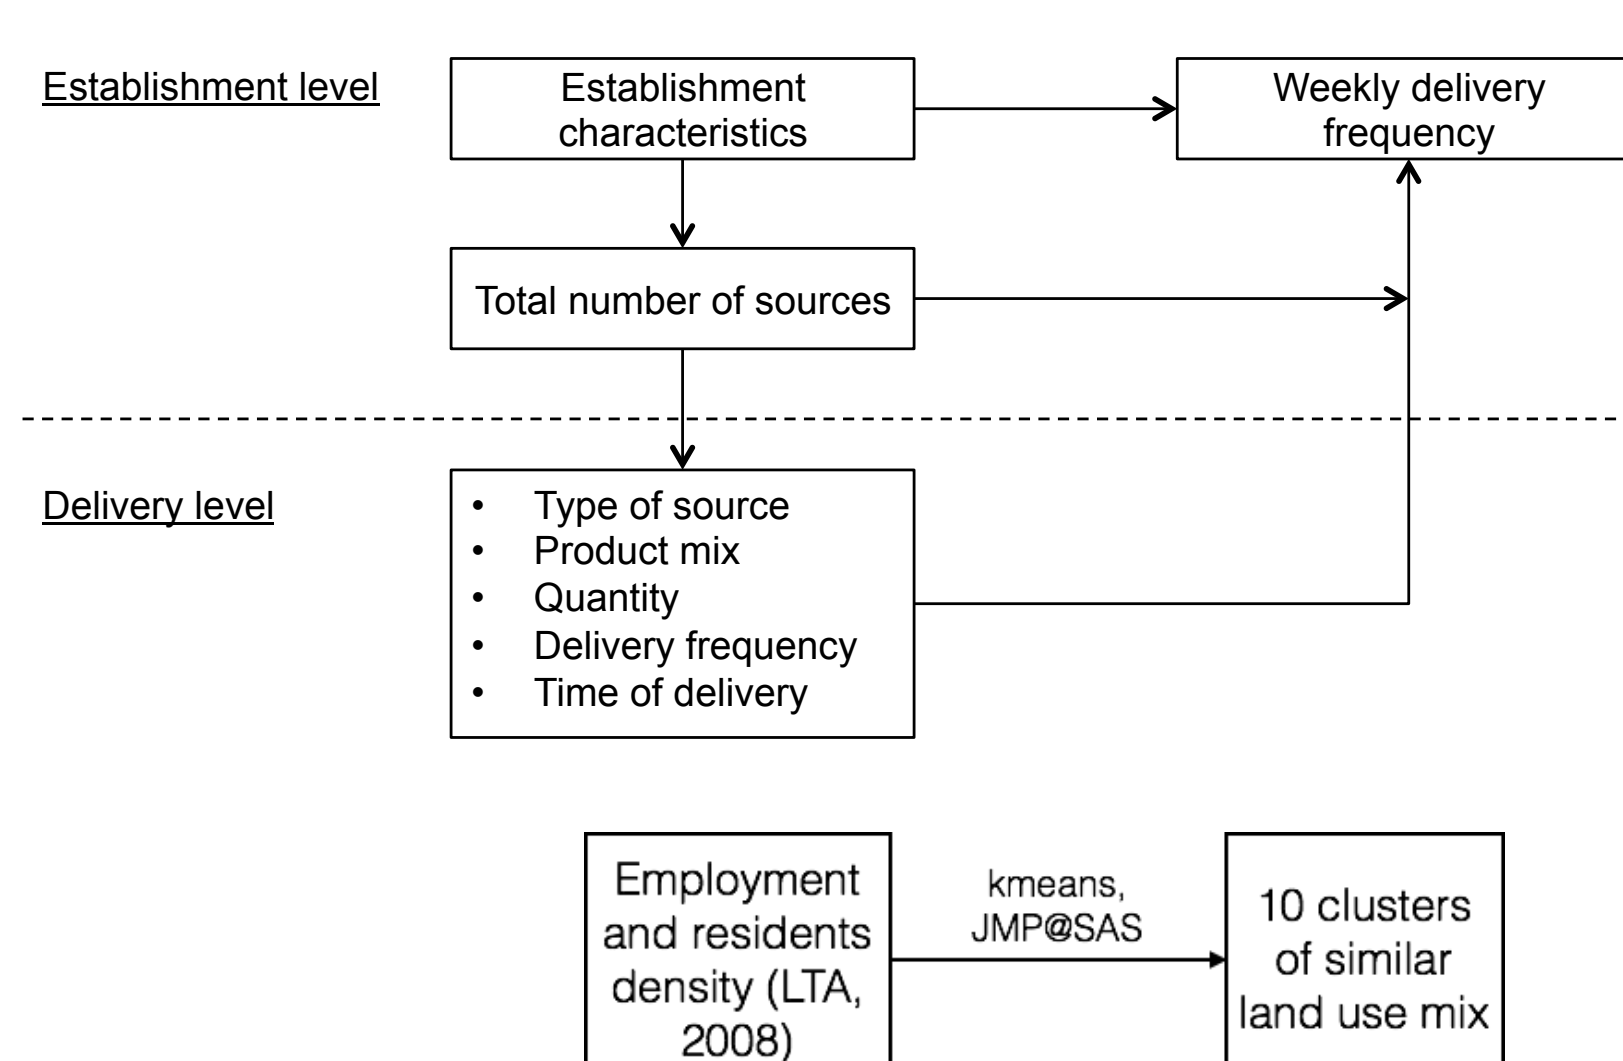 Establishment level
Establishment
characteristics
Weekly delivery
frequency
Total number of sources
Delivery level
• Type of source
• Product mix
• Quantity
• Delivery frequency
• Time of delivery
Employment
and residents
density (LTA,
2008)
kmeans,
JMP@SAS
10 clusters
of similar
land use mix